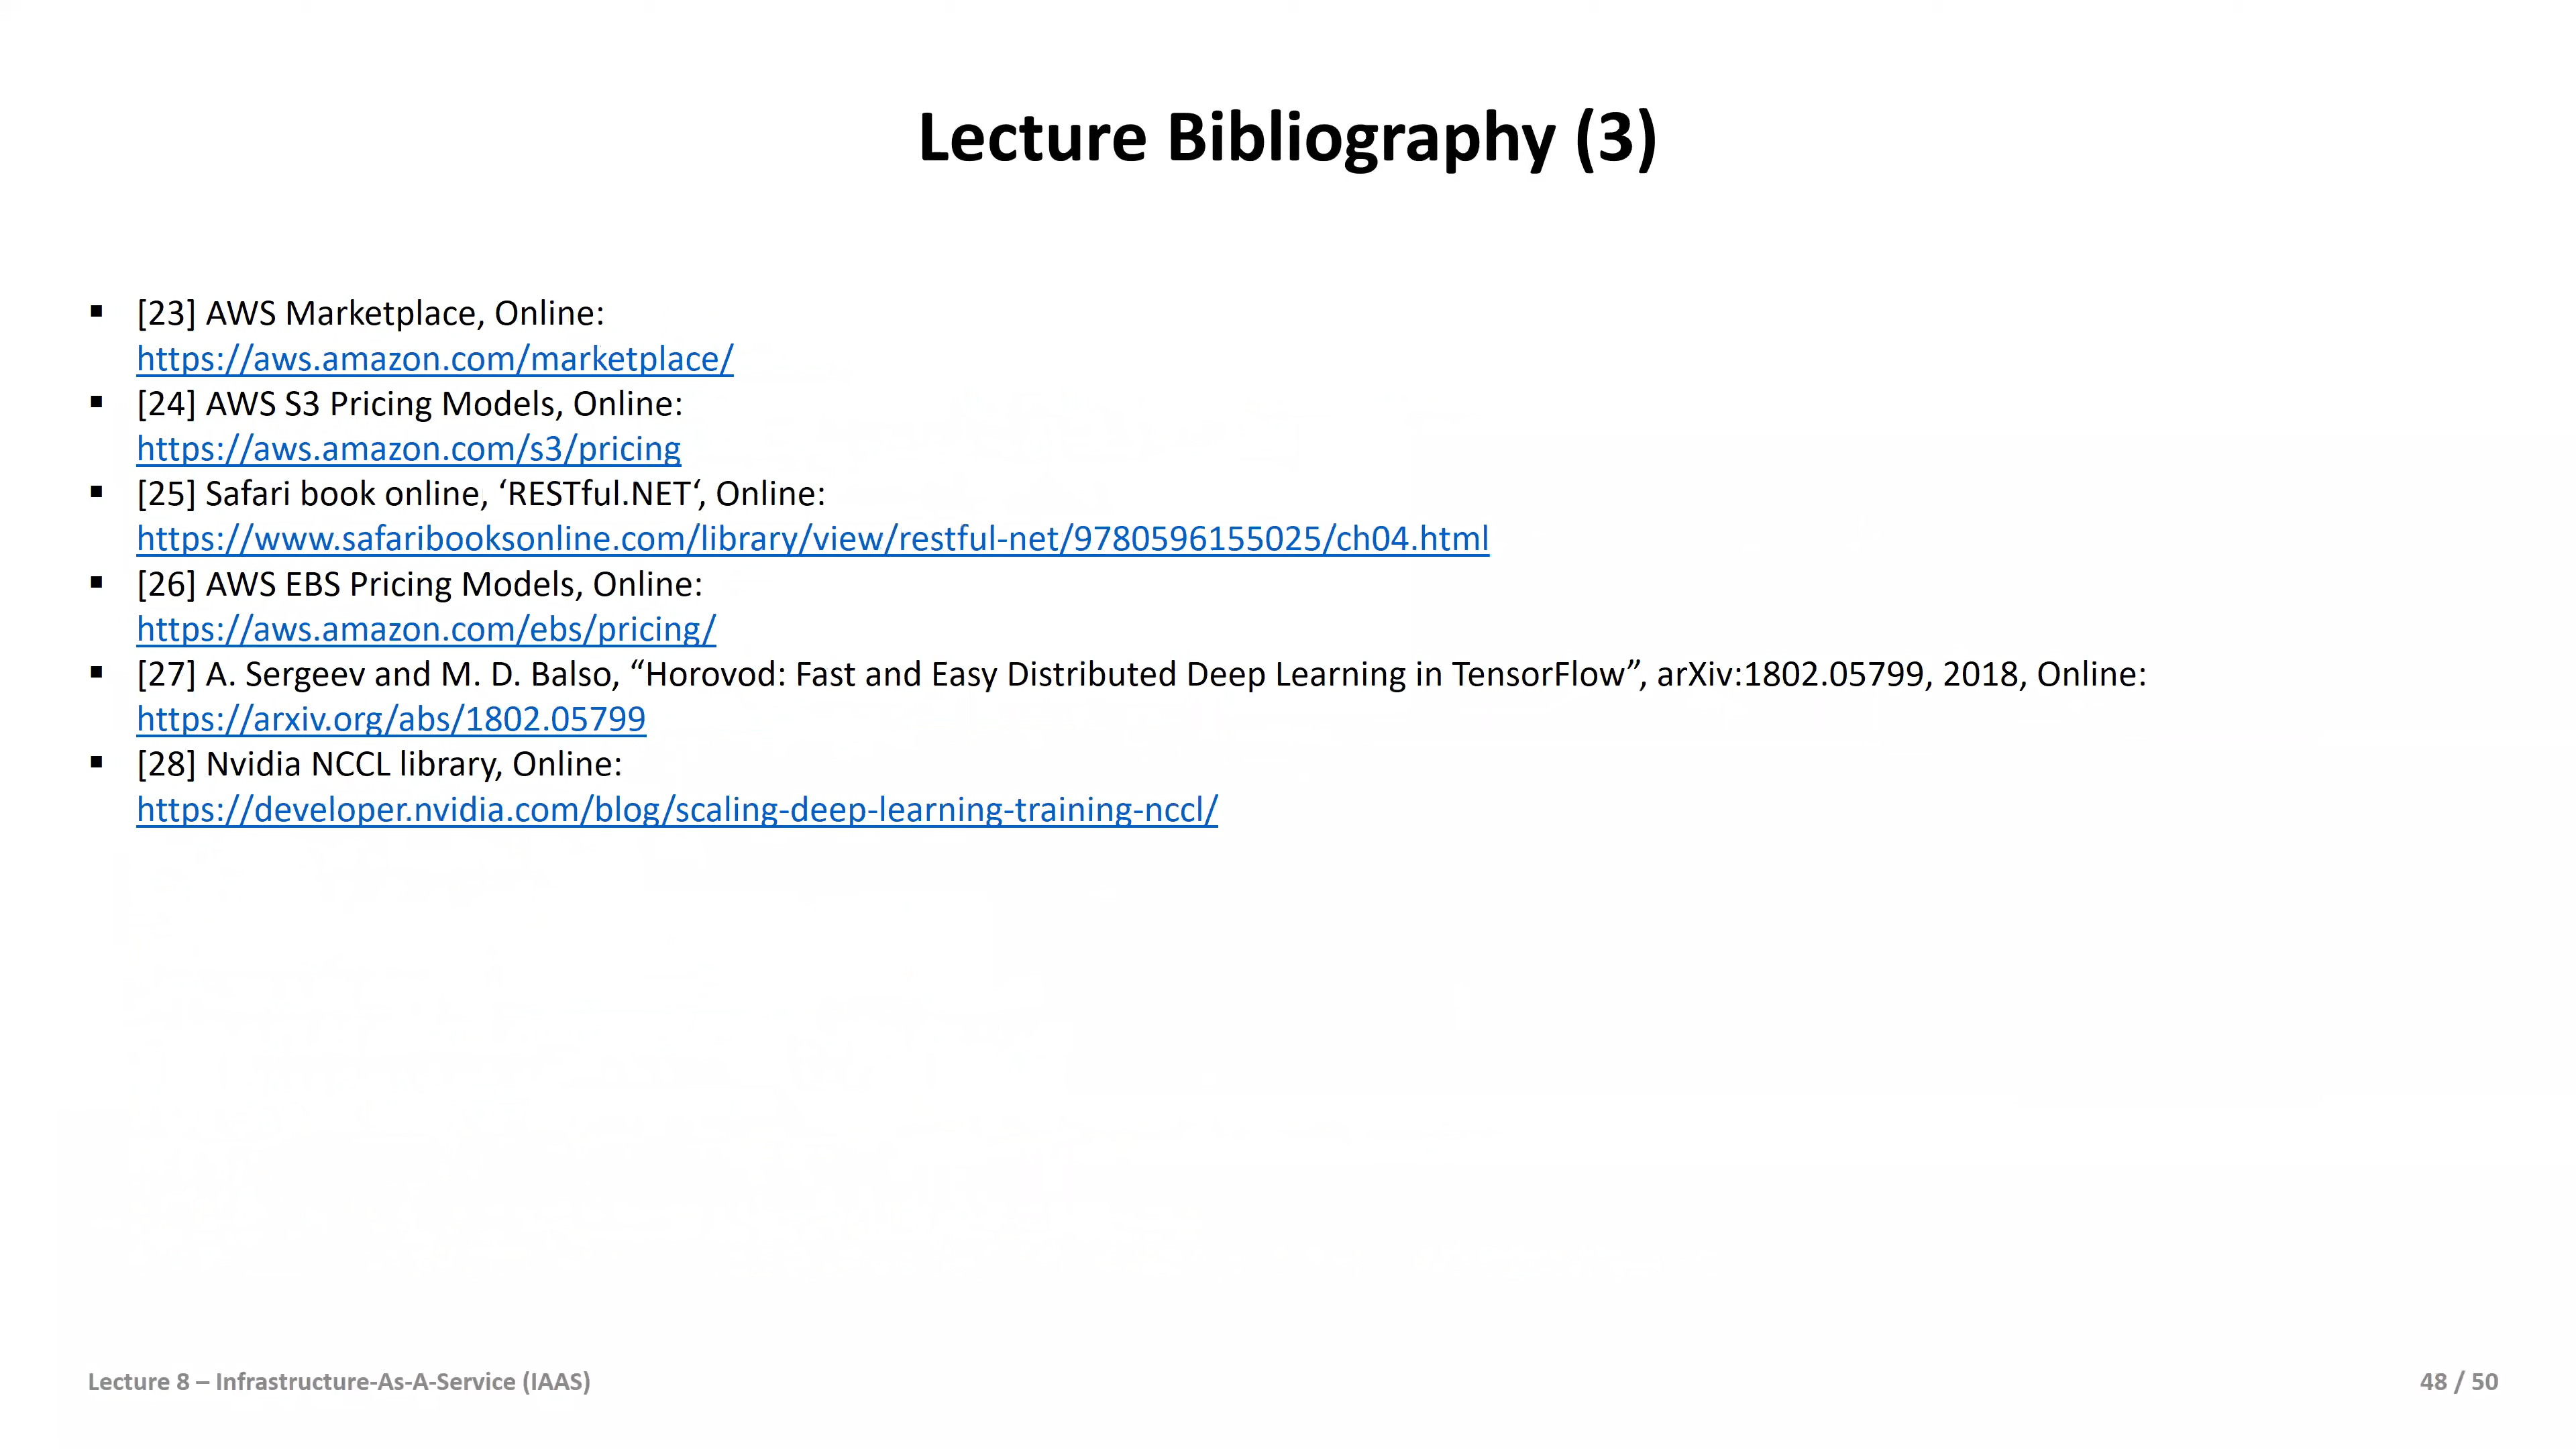 Lecture Bibliography (3)
▪ [23] AWS Marketplace, Online:
https://aws.amazon.com/marketplace/
▪ [24] AWS S3 Pricing Models, Online:
https://aws.amazon.com/s3/pricing
▪ [25] Safari book online, ‘RESTful.NET‘, Online:
https://www.safaribooksonline.com/library/view/restful-net/9780596155025/ch04.html
▪ [26] AWS EBS Pricing Models, Online:
https://aws.amazon.com/ebs/pricing/
▪ [27] A. Sergeev and M. D. Balso, “Horovod: Fast and Easy Distributed Deep Learning in TensorFlow”, arXiv:1802.05799, 2018, Online:
https://arxiv.org/abs/1802.05799
▪ [28] Nvidia NCCL library, Online:
https://developer.nvidia.com/blog/scaling-deep-learning-training-nccl/
Lecture 8 – Infrastructure-As-A-Service (IAAS)
48 / 50